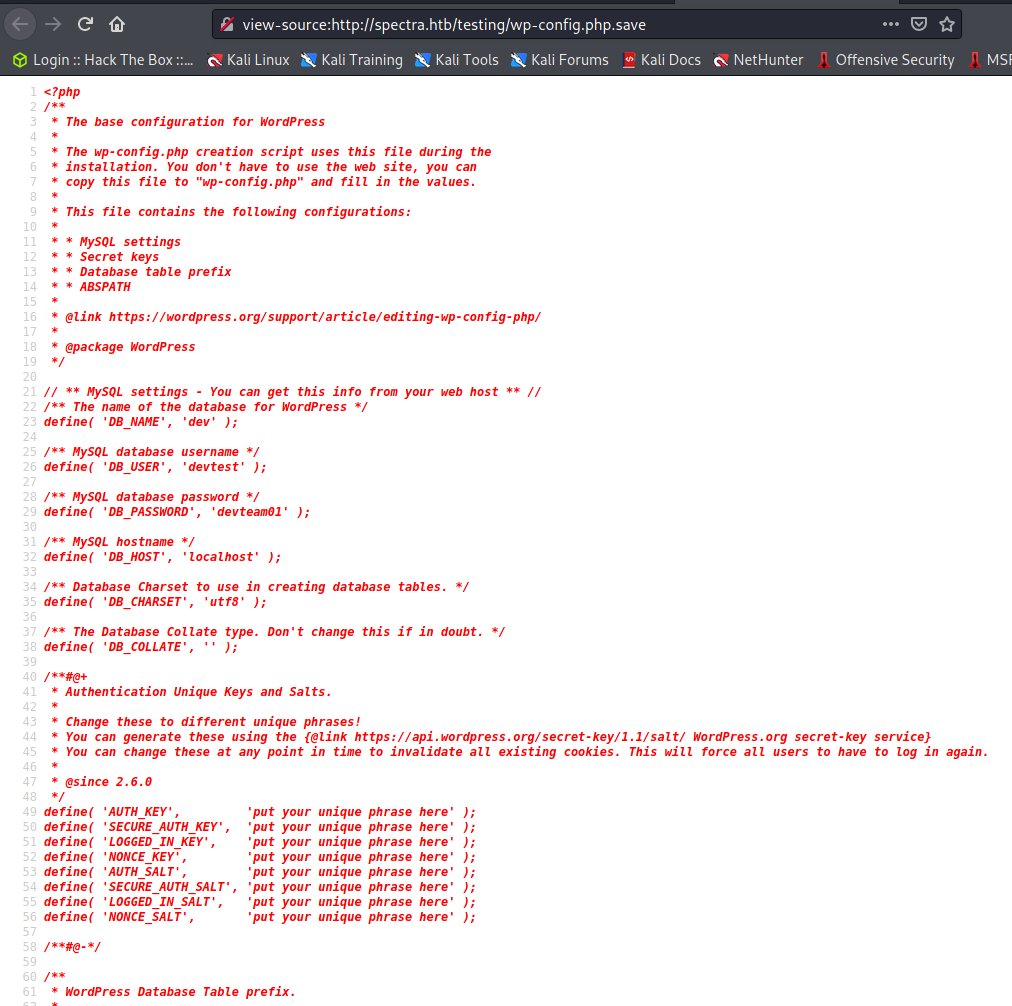 view-source:http://spectra.htb/testing/wp-config.php.save
Login :: Hack The Box ::... Kali Linux Kali Training Kali Tools Kali Forums Kali Docs NetHunter Offensive Security MSF
1 <?php
2 /**
3  * The base configuration for WordPress
4  *
5  * The wp-config.php creation script uses this file during the
6  * installation. You don't have to use the web site, you can
7  * copy this file to "wp-config.php" and fill in the values.
8  *
9  * This file contains the following configurations:
10  *
11  * * MySQL settings
12  * * Secret keys
13  * * Database table prefix
14  * * ABSPATH
15  *
16  * @link https://wordpress.org/support/article/editing-wp-config-php/
17  *
18  * @package WordPress
19  */
20
21 // ** MySQL settings - You can get this info from your web host ** //
22 /** The name of the database for WordPress */
23 define( 'DB_NAME', 'dev' );
24
25 /** MySQL database username */
26 define( 'DB_USER', 'devtest' );
27
28 /** MySQL database password */
29 define( 'DB_PASSWORD', 'devteam01' );
30
31 /** MySQL hostname */
32 define( 'DB_HOST', 'localhost' );
33
34 /** Database Charset to use in creating database tables. */
35 define( 'DB_CHARSET', 'utf8' );
36
37 /** The Database Collate type. Don't change this if in doubt. */
38 define( 'DB_COLLATE', '' );
39
40 /**#@+
41  * Authentication Unique Keys and Salts.
42  *
43  * Change these to different unique phrases!
44  * You can generate these using the {@link https://api.wordpress.org/secret-key/1.1/salt/ WordPress.org secret-key service}
45  * You can change these at any point in time to invalidate all existing cookies. This will force all users to have to log in again.
46  *
47  * @since 2.6.0
48  */
49 define( 'AUTH_KEY',         'put your unique phrase here' );
50 define( 'SECURE_AUTH_KEY',  'put your unique phrase here' );
51 define( 'LOGGED_IN_KEY',    'put your unique phrase here' );
52 define( 'NONCE_KEY',        'put your unique phrase here' );
53 define( 'AUTH_SALT',        'put your unique phrase here' );
54 define( 'SECURE_AUTH_SALT', 'put your unique phrase here' );
55 define( 'LOGGED_IN_SALT',   'put your unique phrase here' );
56 define( 'NONCE_SALT',       'put your unique phrase here' );
57
58 /**#@-*/
59
60 /**
61  * WordPress Database Table prefix.
62  *